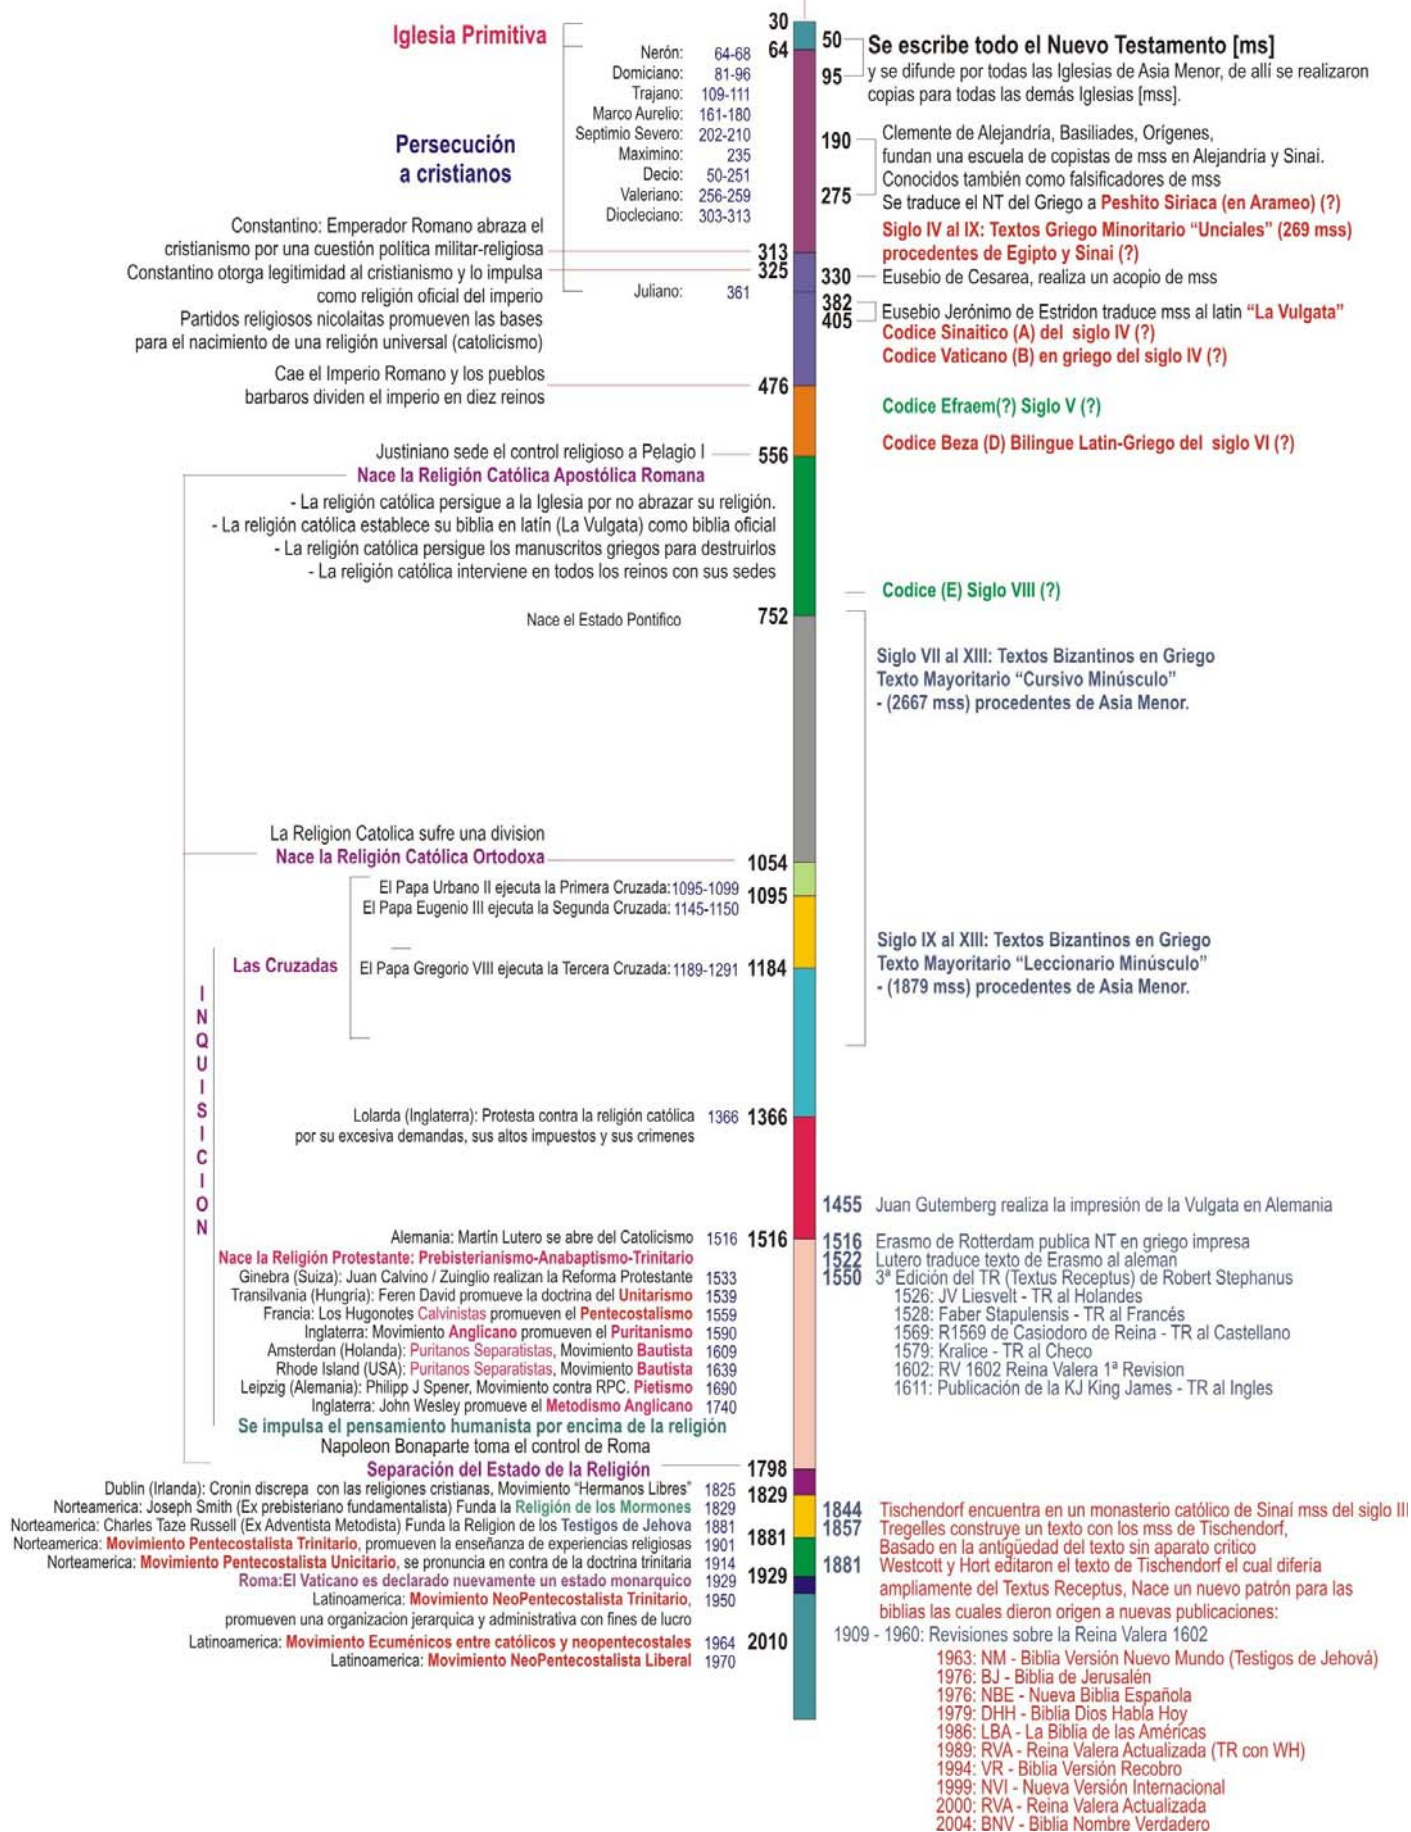 30
Iglesia Primitiva
64
Nerón: 64-68
Domiciano: 81-96
Trajano: 109-111
Marco Aurelio: 161-180
Septimio Severo: 202-210
Maximino: 235
Decio: 50-251
Valeriano: 256-259
Diocleciano: 303-313
Persecución
a cristianos
Constantino: Emperador Romano abraza el
cristianismo por una cuestión política militar-religiosa
313
Constantino otorga legitimidad al cristianismo y lo impulsa
325
como religión oficial del imperio
Juliano: 361
Partidos religiosos nicolaitas promueven las bases
para el nacimiento de una religión universal (catolicismo)
Cae el Imperio Romano y los pueblos
barbaros dividen el imperio en diez reinos
476
Justiniano sede el control religioso a Pelagio I
556
Nace la Religión Católica Apostólica Romana
- La religión católica persigue a la Iglesia por no abrazar su religión.
- La religión católica establece su biblia en latín (La Vulgata) como biblia oficial
- La religión católica persigue los manuscritos griegos para destruirlos
- La religión católica interviene en todos los reinos con sus sedes
Nace el Estado Pontifico
752
La Religion Catolica sufre una division
Nace la Religión Católica Ortodoxa
1054
El Papa Urbano II ejecuta la Primera Cruzada: 1095-1099
1095
El Papa Eugenio III ejecuta la Segunda Cruzada: 1145-1150
Las Cruzadas
El Papa Gregorio VIII ejecuta la Tercera Cruzada: 1189-1291
1184
INQUISICION
Lolarda (Inglaterra): Protesta contra la religión católica 1366
1366
por su excesiva demandas, sus altos impuestos y sus crimenes
Alemania: Martín Lutero se abre del Catolicismo 1516
1516
Nace la Religión Protestante: Prebisterianismo-Anabaptismo-Trinitario
Ginebra (Suiza): Juan Calvino / Zuinglio realizan la Reforma Protestante 1533
Transilvania (Hungría): Feren David promueve la doctrina del Unitarismo 1539
Francia: Los Hugonotes Calvinistas promueven el Pentecostalismo 1559
Inglaterra: Movimiento Anglicano promueven el Puritanismo 1590
Amsterdan (Holanda): Puritanos Separatistas, Movimiento Bautista 1609
Rhode Island (USA): Puritanos Separatistas, Movimiento Bautista 1639
Leipzig (Alemania): Philipp J Spener, Movimiento contra RPC. Pietismo 1690
Inglaterra: John Wesley promueve el Metodismo Anglicano 1740
Se impulsa el pensamiento humanista por encima de la religión
Napoleon Bonaparte toma el control de Roma
Separación del Estado de la Religión
1798
Dublin (Irlanda): Cronin discrepa con las religiones cristianas, Movimiento "Hermanos Libres" 1825
1829
Norteamerica: Joseph Smith (Ex prebisteriano fundamentalista) Funda la Religión de los Mormones 1829
Norteamerica: Charles Taze Russell (Ex Adventista Metodista) Funda la Religion de los Testigos de Jehova 1881
1881
Norteamerica: Movimiento Pentecostalista Trinitario, promueven la enseñanza de experiencias religiosas 1901
Norteamerica: Movimiento Pentecostalista Unicitario, se pronuncia en contra de la doctrina trinitaria 1914
1929
Roma:El Vaticano es declarado nuevamente un estado monarquico 1929
Latinoamerica: Movimiento NeoPentecostalista Trinitario, 1950
promueven una organizacion jerarquica y administrativa con fines de lucro
Latinoamerica: Movimiento Ecuménicos entre católicos y neopentecostales 1964
2010
Latinoamerica: Movimiento NeoPentecostalista Liberal 1970
50
Se escribe todo el Nuevo Testamento [ms]
95
y se difunde por todas las Iglesias de Asia Menor, de allí se realizaron
copias para todas las demás Iglesias [mss].
190
Clemente de Alejandría, Basiliades, Orígenes,
fundan una escuela de copistas de mss en Alejandría y Sinaí.
Conocidos también como falsificadores de mss
275
Se traduce el NT del Griego a Peshito Siriaca (en Arameo) (?)
Siglo IV al IX: Textos Griego Minoritario "Unciales" (269 mss)
procedentes de Egipto y Sinai (?)
330
Eusebio de Cesarea, realiza un acopio de mss
382
405
Eusebio Jerónimo de Estridon traduce mss al latin "La Vulgata"
Codice Sinaitico (A) del siglo IV (?)
Codice Vaticano (B) en griego del siglo IV (?)
Codice Efraem(?) Siglo V (?)
Codice Beza (D) Bilingue Latin-Griego del siglo VI (?)
Codice (E) Siglo VIII (?)
Siglo VII al XIII: Textos Bizantinos en Griego
Texto Mayoritario "Cursivo Minúsculo"
- (2667 mss) procedentes de Asia Menor.
Siglo IX al XIII: Textos Bizantinos en Griego
Texto Mayoritario "Leccionario Minúsculo"
- (1879 mss) procedentes de Asia Menor.
1455 Juan Gutemberg realiza la impresión de la Vulgata en Alemania
1516 Erasmo de Rotterdam publica NT en griego impresa
1522 Lutero traduce texto de Erasmo al aleman
1550 3ª Edición del TR (Textus Receptus) de Robert Stephanus
1526: JV Liesvelt - TR al Holandés
1528: Faber Stapulensis - TR al Francés
1569: R1569 de Casiodoro de Reina - TR al Castellano
1579: Kralice - TR al Checo
1602: RV 1602 Reina Valera 1ª Revision
1611: Publicación de la KJ King James - TR al Ingles
1844 Tischendorf encuentra en un monasterio católico de Sinaí mss del siglo III
1857 Tregelles construye un texto con los mss de Tischendorf,
Basado en la antigüedad del texto sin aparato critico
1881 Westcott y Hort editaron el texto de Tischendorf el cual difería
ampliamente del Textus Receptus, Nace un nuevo patrón para las
biblias las cuales dieron origen a nuevas publicaciones:
1909 - 1960: Revisiones sobre la Reina Valera 1602
1963: NM - Biblia Versión Nuevo Mundo (Testigos de Jehová)
1976: BJ - Biblia de Jerusalén
1976: NBE - Nueva Biblia Española
1979: DHH - Biblia Dios Habla Hoy
1986: LBA - La Biblia de las Américas
1989: RVA - Reina Valera Actualizada (TR con WH)
1994: VR - Biblia Versión Recobro
1999: NVI - Nueva Versión Internacional
2000: RVA - Reina Valera Actualizada
2004: BNV - Biblia Nombre Verdadero